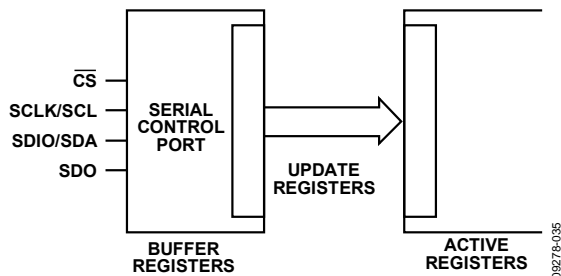 CS
SCLK/SCL
SDIO/SDA
SDO
SERIAL
CONTROL
PORT
UPDATE
REGISTERS
BUFFER
REGISTERS
ACTIVE
REGISTERS
09278-035